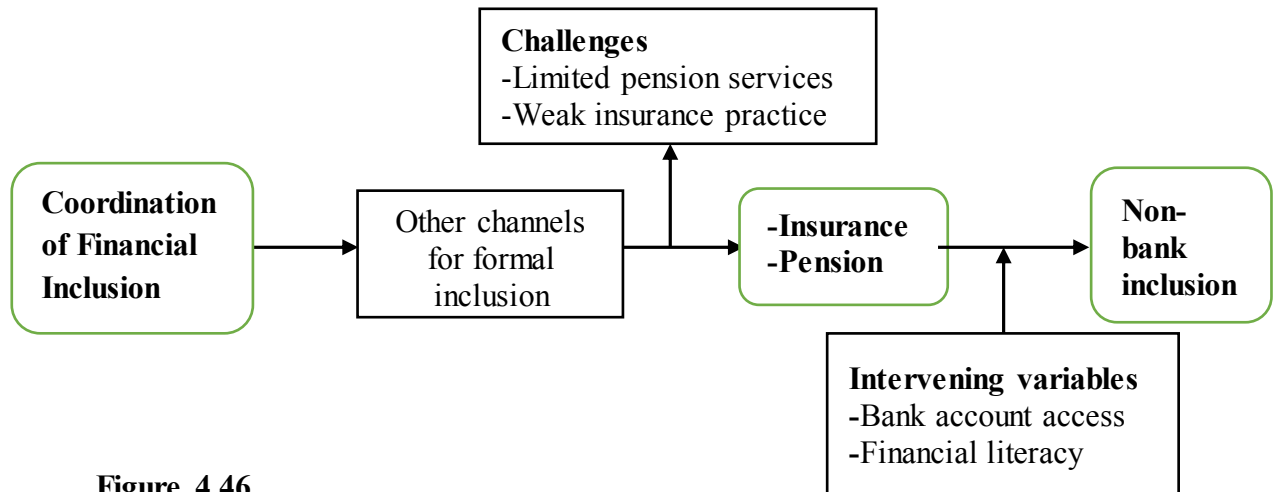 Challenges
-Limited pension services
-Weak insurance practice
Coordination
of Financial
Inclusion
Other channels
for formal
inclusion
-Insurance
-Pension
Non-
bank
inclusion
Intervening variables
-Bank account access
-Financial literacy
Figure 4.46